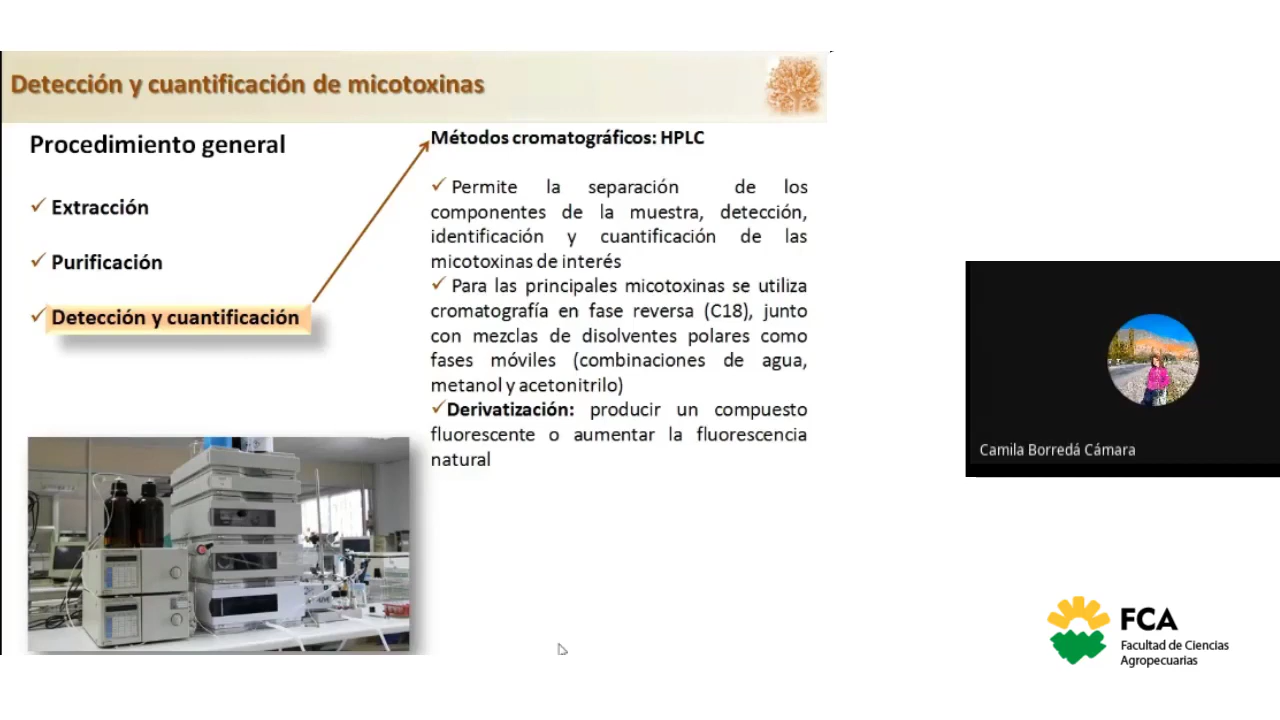 Detección y cuantificación de micotoxinas
Procedimiento general
✓ Extracción
✓ Purificación
✓ Detección y cuantificación
Métodos cromatográficos: HPLC
✓ Permite la separación de los
componentes de la muestra, detección,
identificación y cuantificación de las
micotoxinas de interés
✓ Para las principales micotoxinas se utiliza
cromatografía en fase reversa (C18), junto
con mezclas de disolventes polares como
fases móviles (combinaciones de agua,
metanol y acetonitrilo)
✓Derivatización: producir un compuesto
fluorescente o aumentar la fluorescencia
natural
Camila Borredá Cámara
FCA
Facultad de Ciencias
Agropecuarias